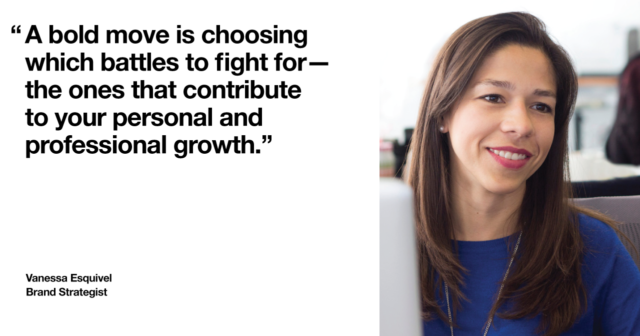 “A bold move is choosing
which battles to fight for—
the ones that contribute
to your personal and
professional growth.”
Vanessa Esquivel
Brand Strategist